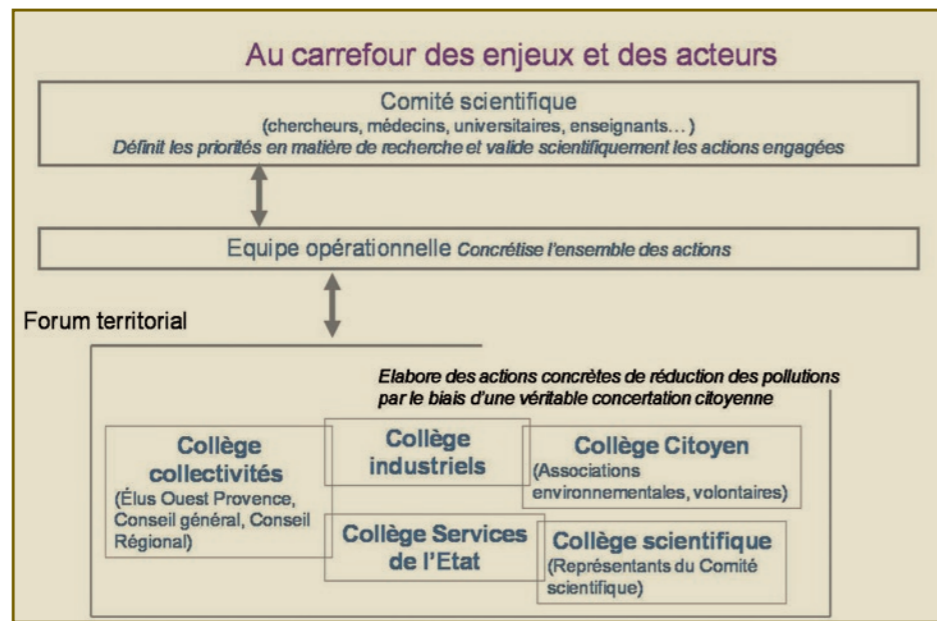 Au carrefour des enjeux et des acteurs
Comité scientifique
(chercheurs, médecins, universitaires, enseignants… )
Définit les priorités en matière de recherche et valide scientifiquement les actions engagées
Equipe opérationnelle Concrétise l'ensemble des actions
Forum territorial
Elabore des actions concrètes de réduction des pollutions
par le biais d'une véritable concertation citoyenne
Collège
collectivités
(Élus Ouest Provence,
Conseil général, Conseil
Régional)
Collège
industriels
Collège Citoyen
(Associations
environnementales, volontaires)
Collège Services
de l'Etat
Collège scientifique
(Représentants du Comité
scientifique)